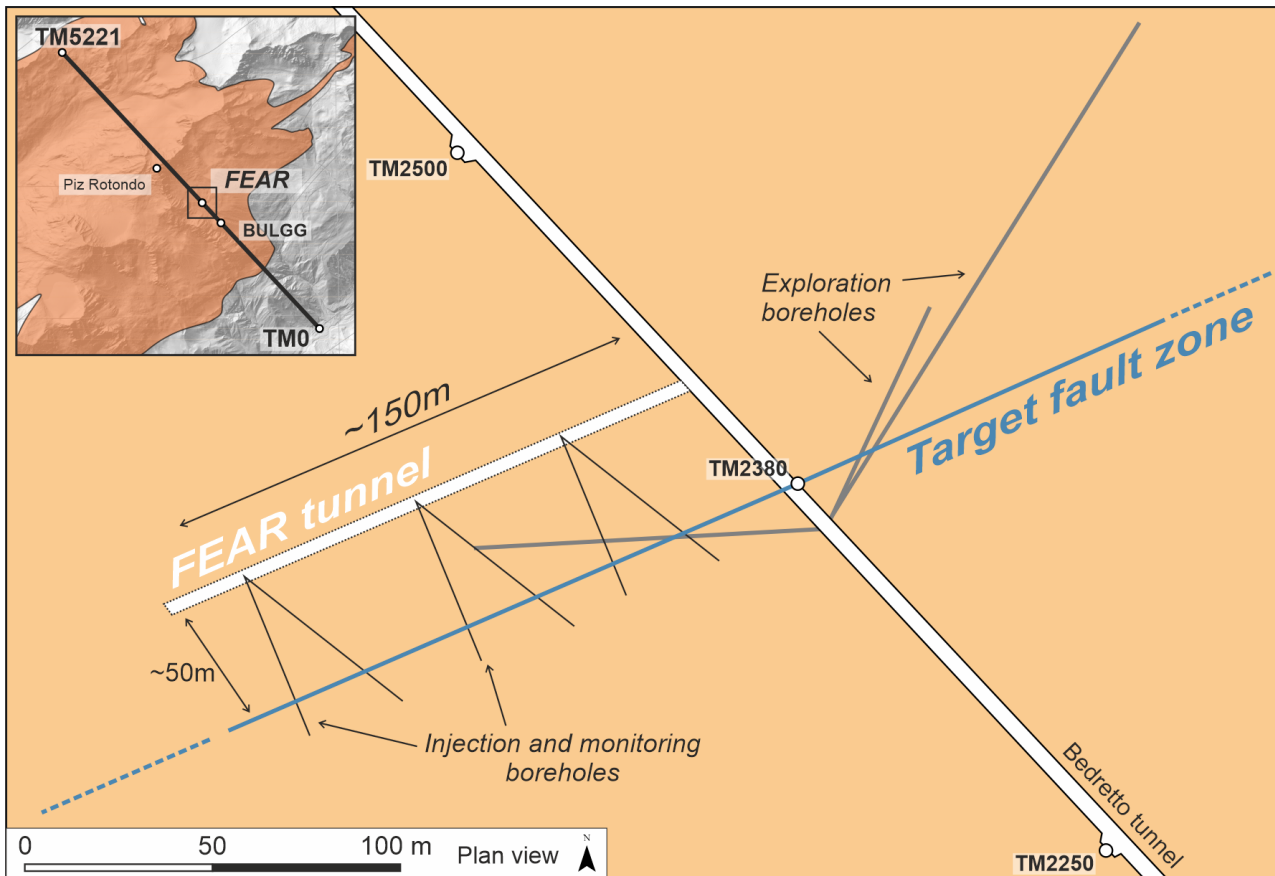 TM5221
Piz Rotondo
FEAR
BULGG
TM0
TM2500
Exploration
boreholes
Target fault zone
~150m
FEAR tunnel
TM2380
~50m
Injection and monitoring
boreholes
Bedretto tunnel
TM2250
0 50 100 m
Plan view
N